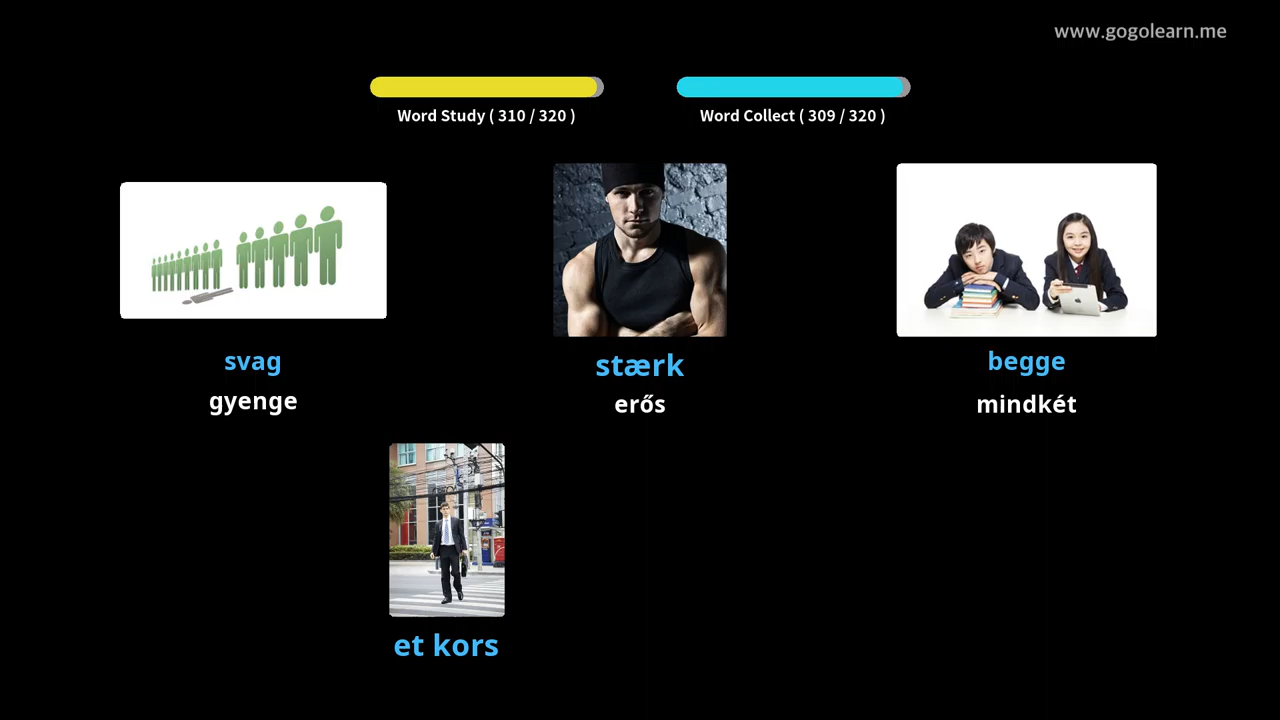 www.gogolearn.me
Word Study ( 310 / 320 )
Word Collect ( 309 / 320 )
svag
stærk
begge
gyenge
erős
mindkét
et kors